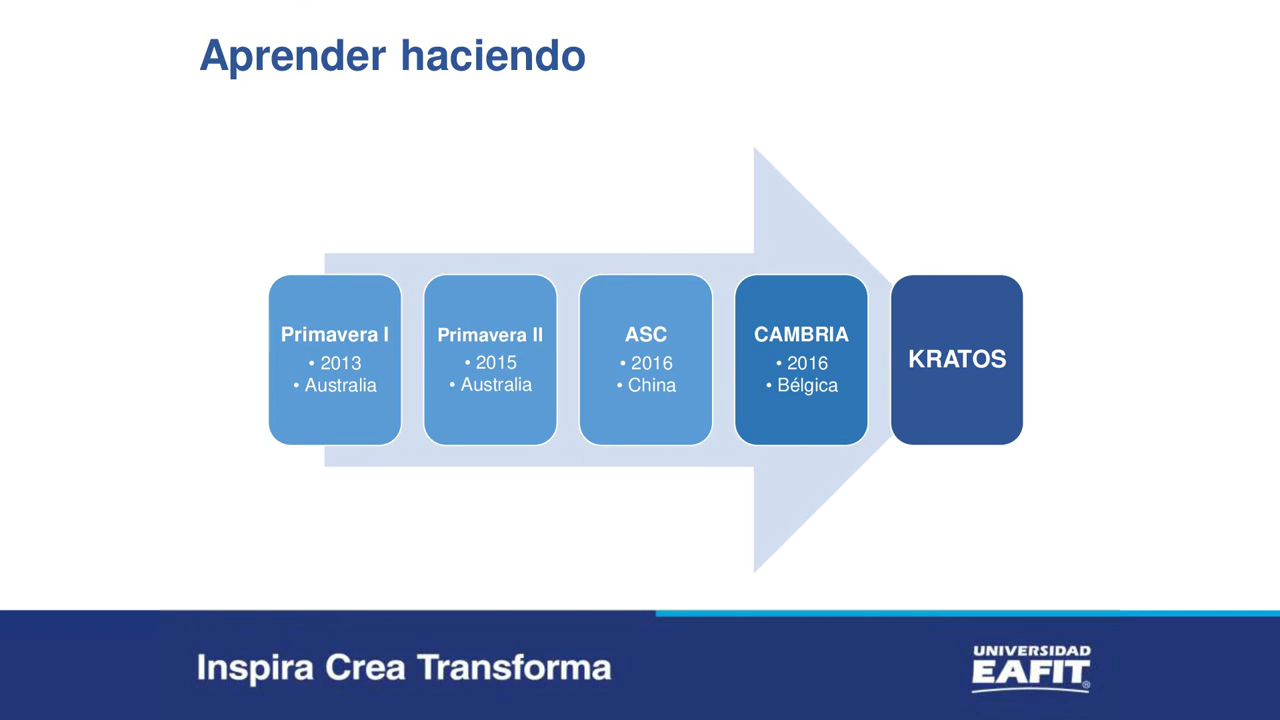 Aprender haciendo
Primavera I
• 2013
• Australia
Primavera II
• 2015
• Australia
ASC
• 2016
• China
CAMBRIA
• 2016
• Bélgica
KRATOS
Inspira Crea Transforma
UNIVERSIDAD
EAFIT®